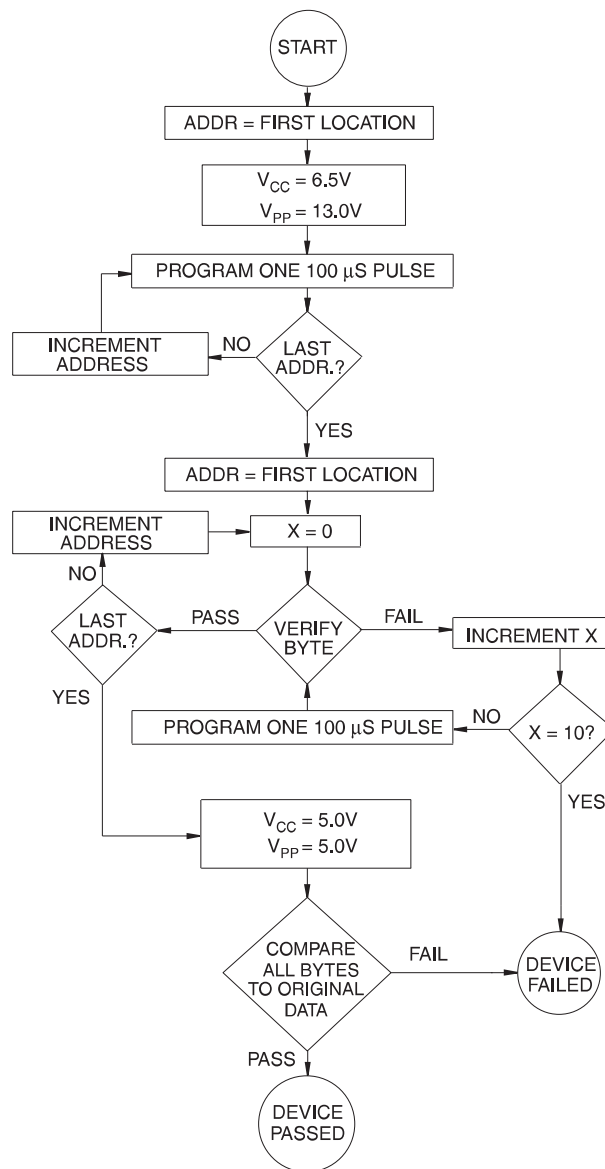 START
ADDR = FIRST LOCATION
VCC = 6.5V
VPP = 13.0V
PROGRAM ONE 100 μS PULSE
INCREMENT
ADDRESS
NO
LAST
ADDR.?
YES
ADDR = FIRST LOCATION
INCREMENT
ADDRESS
X = 0
NO
LAST
ADDR.?
PASS
VERIFY
BYTE
FAIL
INCREMENT X
YES
PROGRAM ONE 100 μS PULSE
NO
X = 10?
YES
VCC = 5.0V
VPP = 5.0V
COMPARE
ALL BYTES
TO ORIGINAL
DATA
FAIL
DEVICE
FAILED
PASS
DEVICE
PASSED